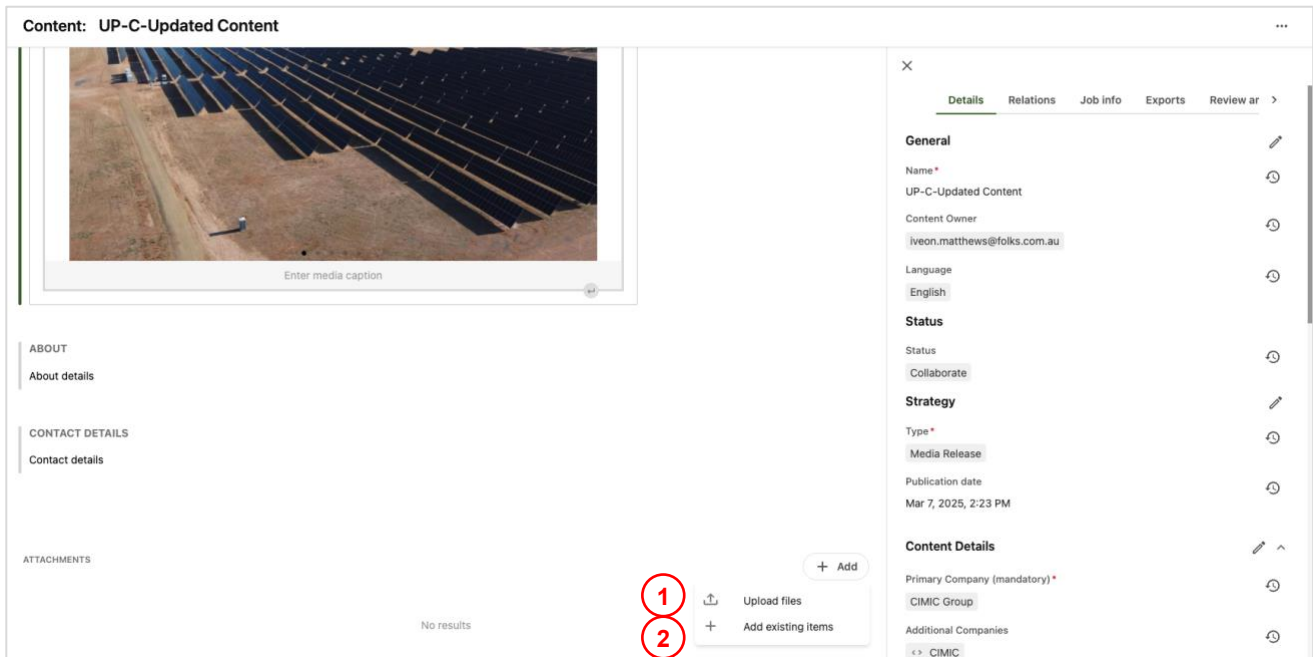 Content: UP-C-Updated Content
Enter media caption
ABOUT
About details
CONTACT DETAILS
Contact details
ATTACHMENTS
+ Add
1 Upload files
2 + Add existing items
No results
Details Relations Job info Exports Review ar
General
Name*
UP-C-Updated Content
Content Owner
iveon.matthews@folks.com.au
Language
English
Status
Status
Collaborate
Strategy
Type*
Media Release
Publication date
Mar 7, 2025, 2:23 PM
Content Details
Primary Company (mandatory)*
CIMIC Group
Additional Companies
<> CIMIC